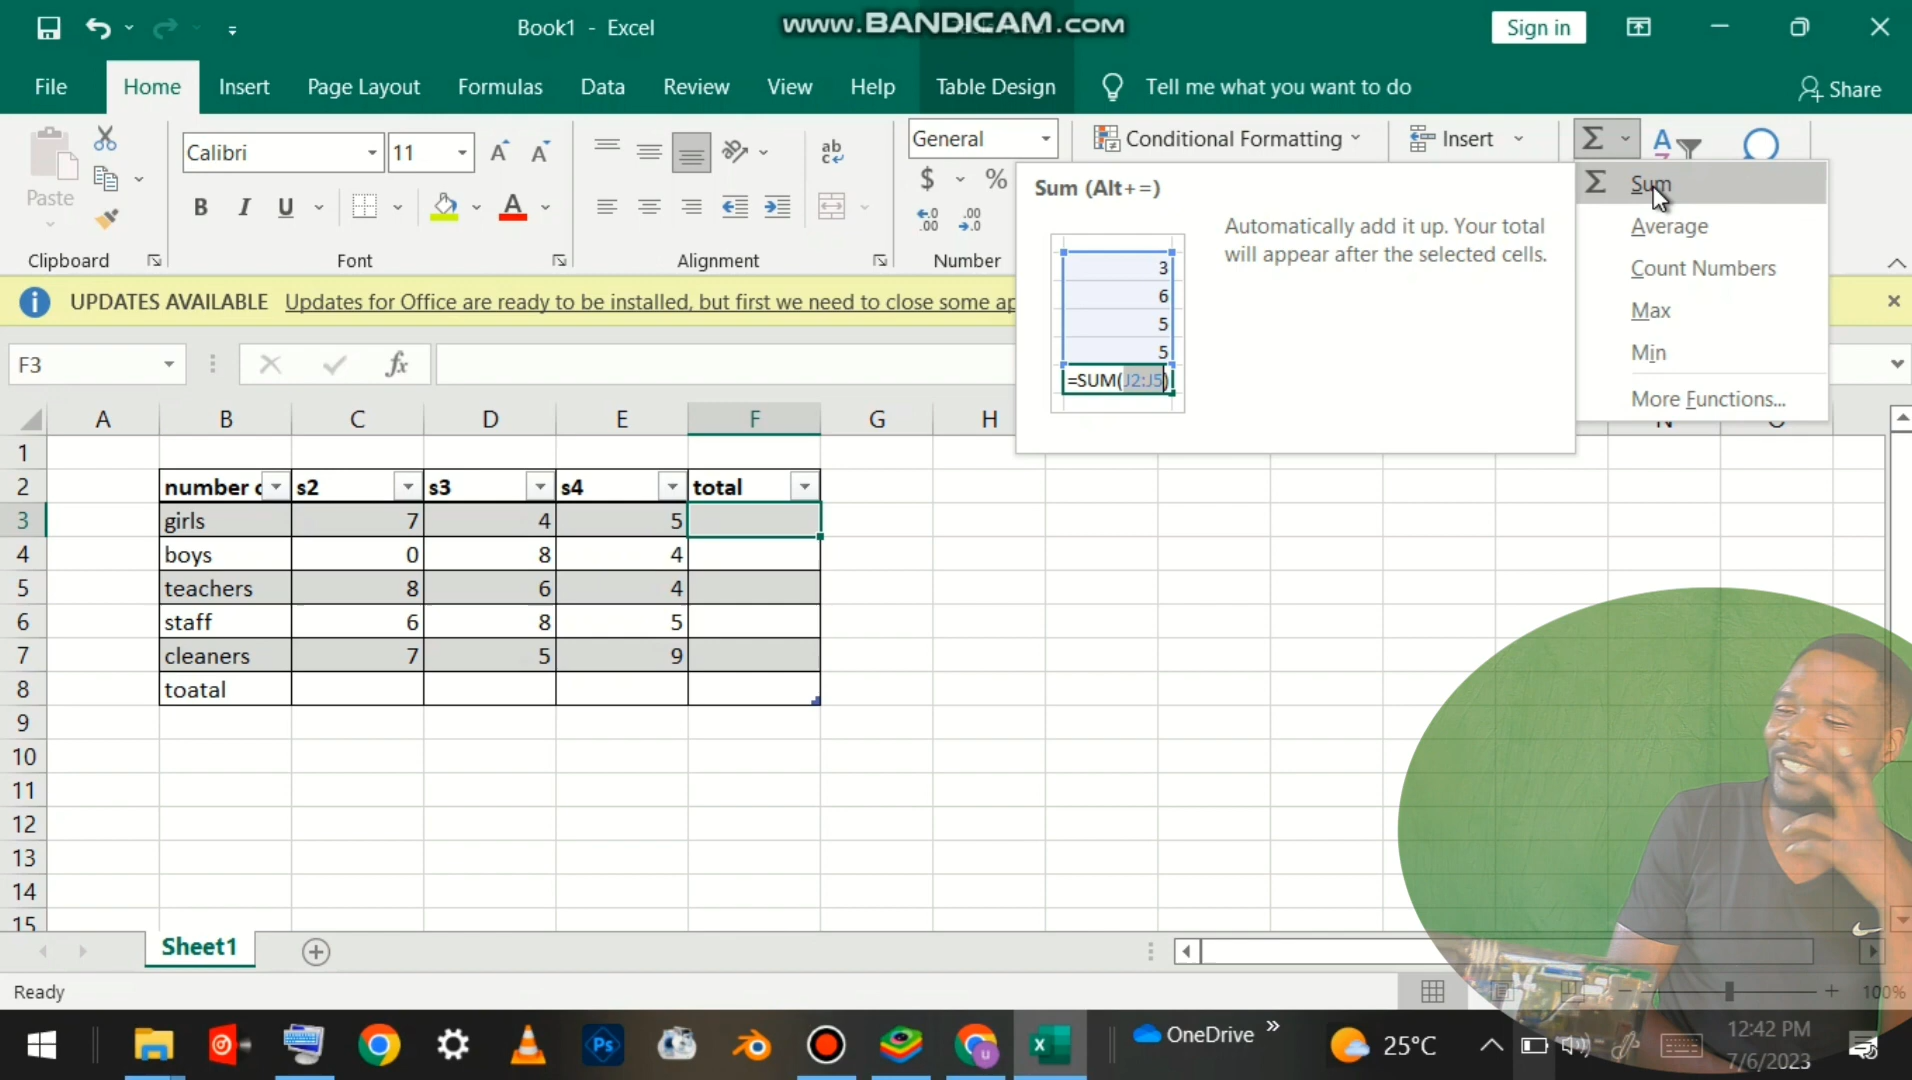 Book1 - Excel
www.BANDICAM.com
Sign in
File Home Insert Page Layout Formulas Data Review View Help Table Design Tell me what you want to do Share
Calibri 11 General Conditional Formatting Insert
Paste
B I U A $ %
Clipboard Font Alignment Number
Sum (Alt+=)
Automatically add it up. Your total
will appear after the selected cells.
3
6
5
5
=SUM(J2:J5)
Sum
Average
Count Numbers
Max
Min
More Functions...
UPDATES AVAILABLE Updates for Office are ready to be installed, but first we need to close some ap
F3 fx
A B C D E F G H
1
2 number s2 s3 s4 total
3 girls 7 4 5
4 boys 0 8 4
5 teachers 8 6 4
6 staff 6 8 5
7 cleaners 7 5 9
8 toatal
9
10
11
12
13
14
15
Sheet1
Ready 100%
OneDrive 25°C 12:42 PM
7/6/2023